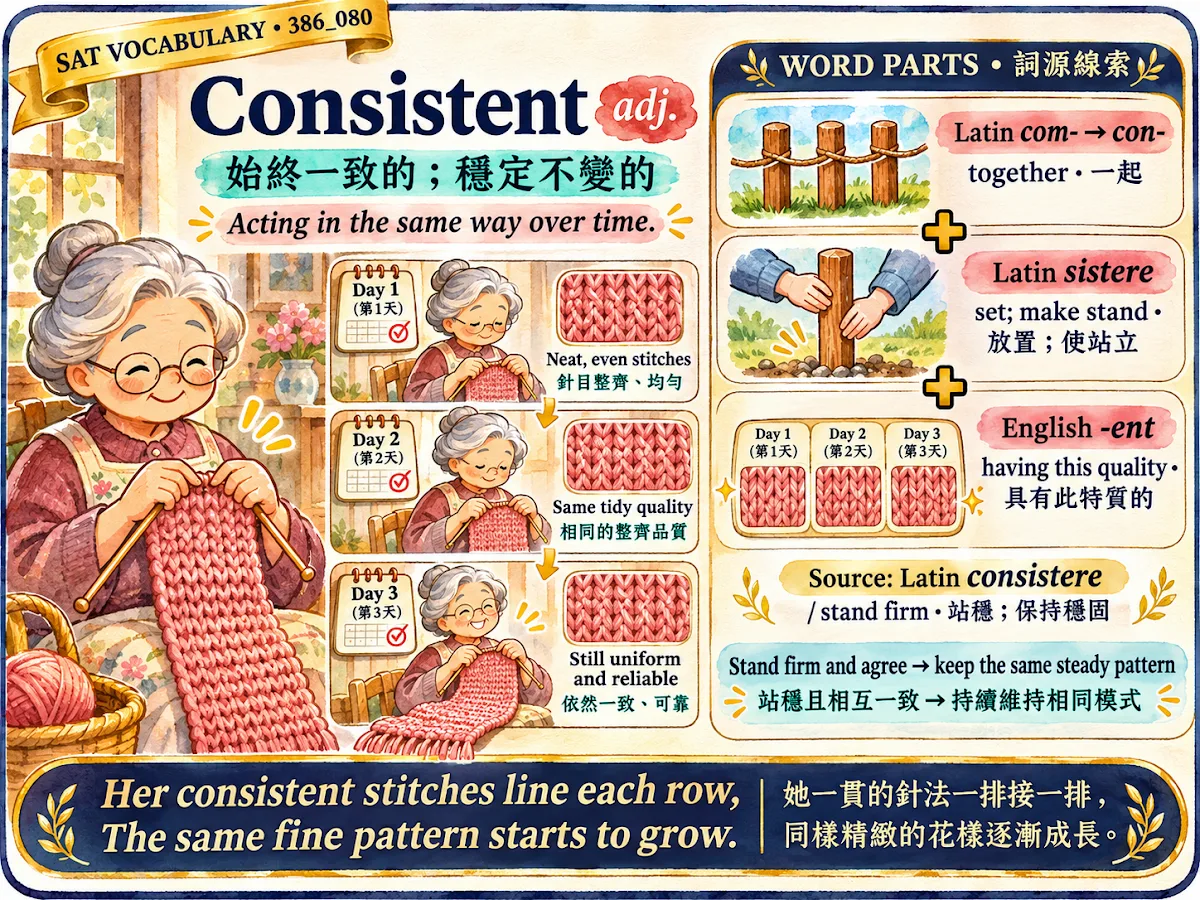 SAT VOCABULARY • 386_080
Consistent adj.
始終一致的；穩定不變的
Acting in the same way over time.
Day 1
(第1天)
Neat, even stitches
針目整齊、均勻
Day 2
(第2天)
Same tidy quality
相同的整齊品質
Day 3
(第3天)
Still uniform
and reliable
依然一致、可靠
WORD PARTS • 詞源線索
Latin com- → con-
together • 一起
Latin sistere
set; make stand •
放置；使站立
Day 1
(第1天)
Day 2
(第2天)
Day 3
(第3天)
English -ent
having this quality •
具有此特質的
Source: Latin consistere
/ stand firm • 站穩；保持穩固
Stand firm and agree → keep the same steady pattern
站穩且相互一致 → 持續維持相同模式
Her consistent stitches line each row,
The same fine pattern starts to grow.
她一貫的針法一排接一排，
同樣精緻的花樣逐漸成長。